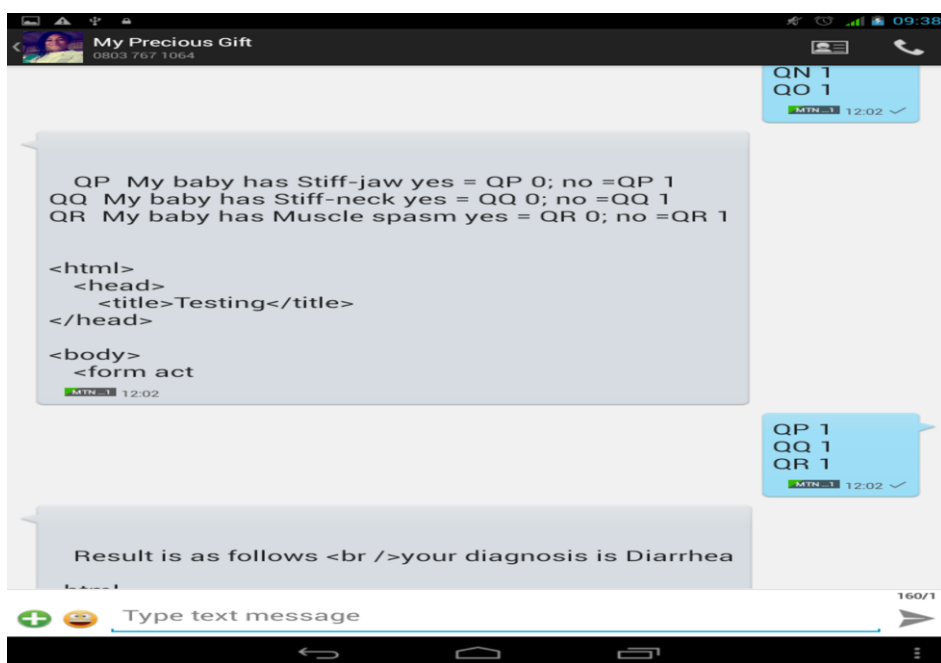 09:38
My Precious Gift
0803 767 1064
QN 1
QO 1
MTN...1 12:02
QP My baby has Stiff-jaw yes = QP 0; no =QP 1
QQ My baby has Stiff-neck yes = QQ 0; no =QQ 1
QR My baby has Muscle spasm yes = QR 0; no =QR 1
<html>
<head>
<title>Testing</title>
</head>
<body>
<form act
MTN...1 12:02
QP 1
QQ 1
QR 1
MTN...1 12:02
Result is as follows <br />your diagnosis is Diarrhea
160/1
Type text message